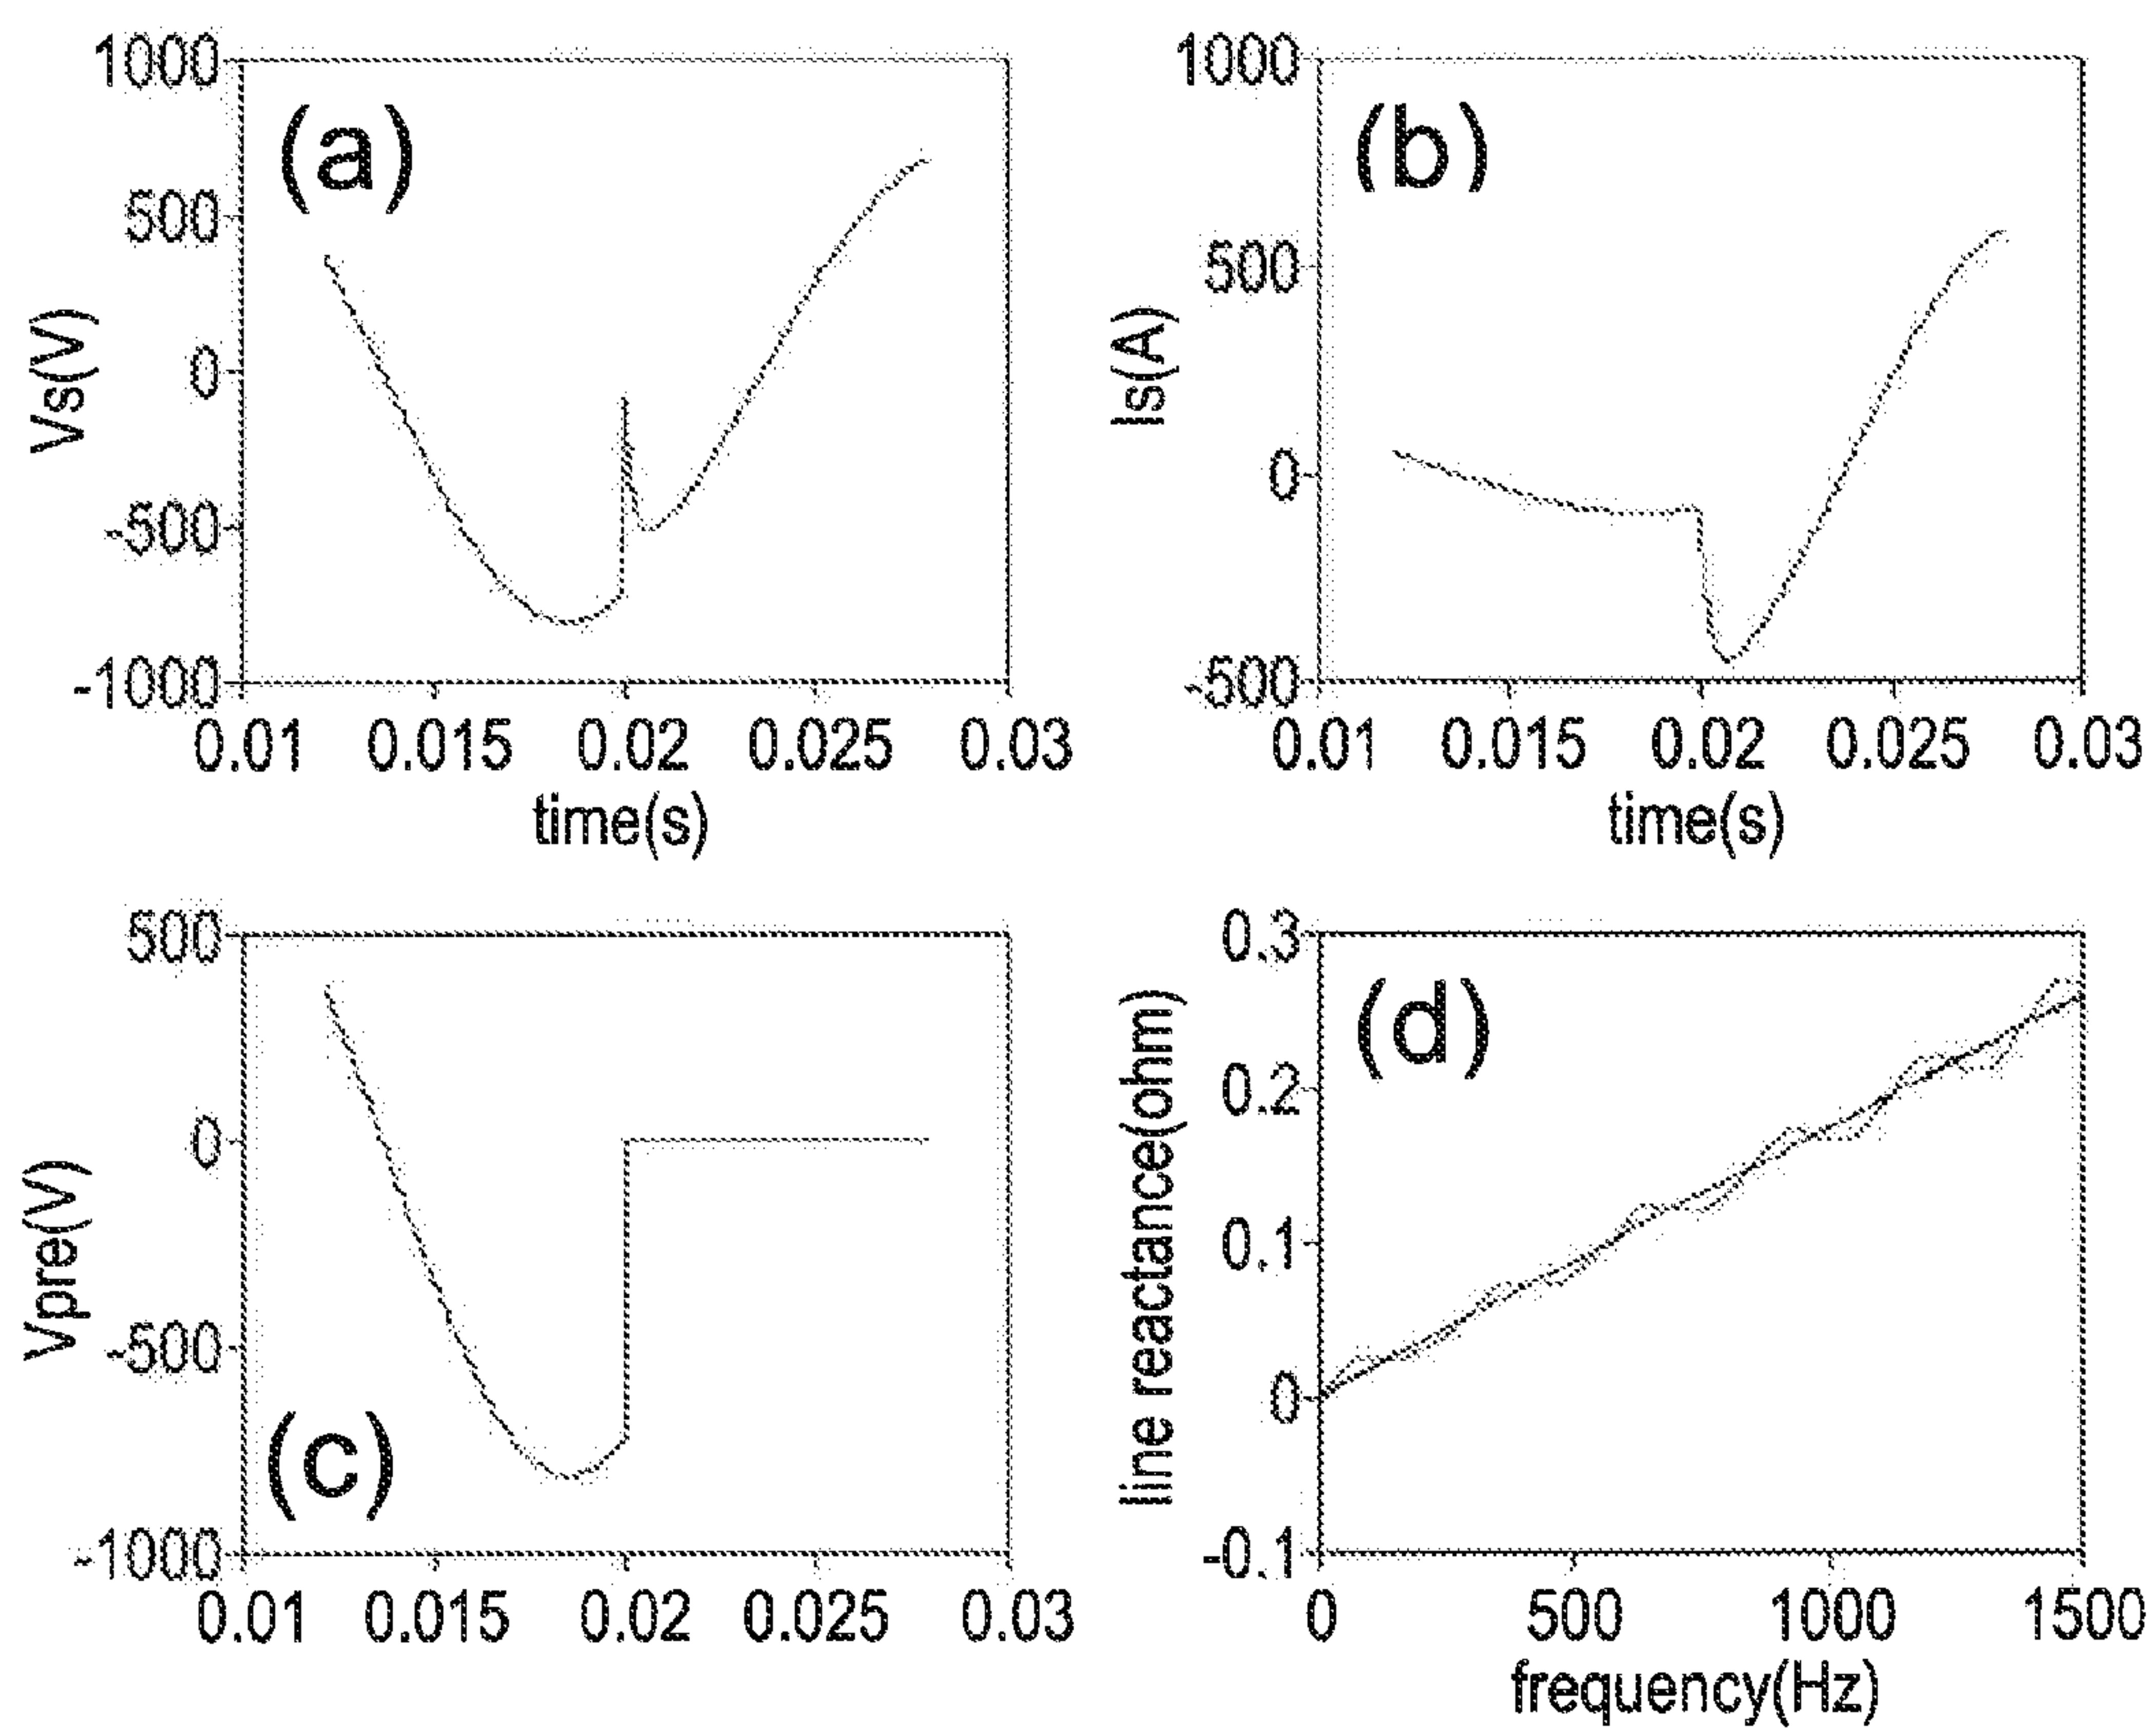 (a)
Vs(V)
1000
500
0
-500
-1000
0.01 0.015 0.02 0.025 0.03
time(s)
(b)
Is(A)
1000
500
0
-500
0.01 0.015 0.02 0.025 0.03
time(s)
(c)
Vpre(V)
500
0
-500
-1000
0.01 0.015 0.02 0.025 0.03
(d)
line reactance(ohm)
0.3
0.2
0.1
0
-0.1
0 500 1000 1500
frequency(Hz)